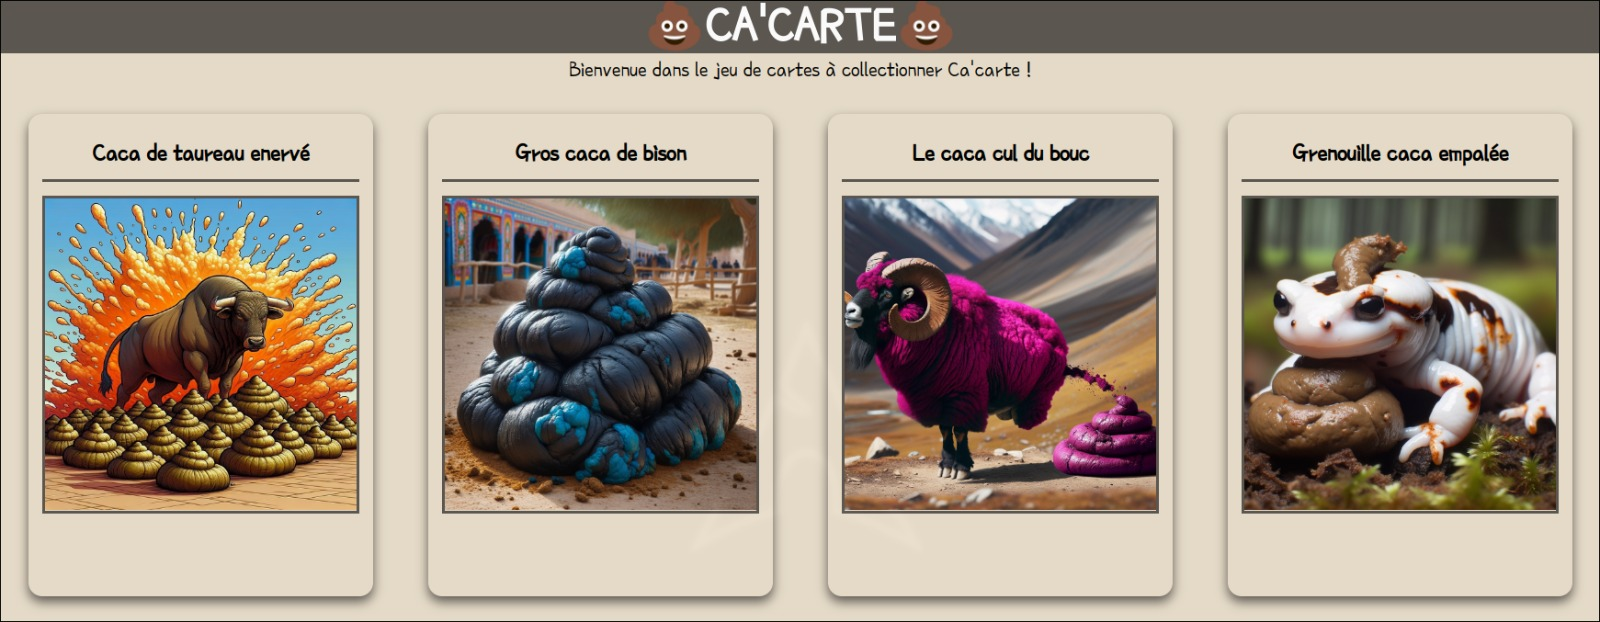 CA'CARTE
Bienvenue dans le jeu de cartes à collectionner Ca'carte !
Caca de taureau enervé
Gros caca de bison
Le caca cul du bouc
Grenouille caca empalée